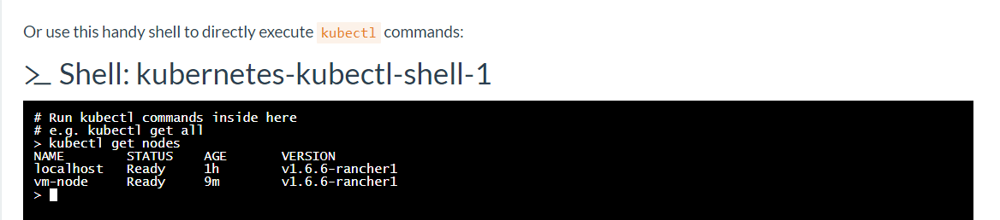 Or use this handy shell to directly execute kubectl commands:
>_ Shell: kubernetes-kubectl-shell-1
# Run kubectl commands inside here
# e.g. kubectl get all
> kubectl get nodes
NAME STATUS AGE VERSION
localhost Ready 1h v1.6.6-rancher1
vm-node Ready 9m v1.6.6-rancher1
>